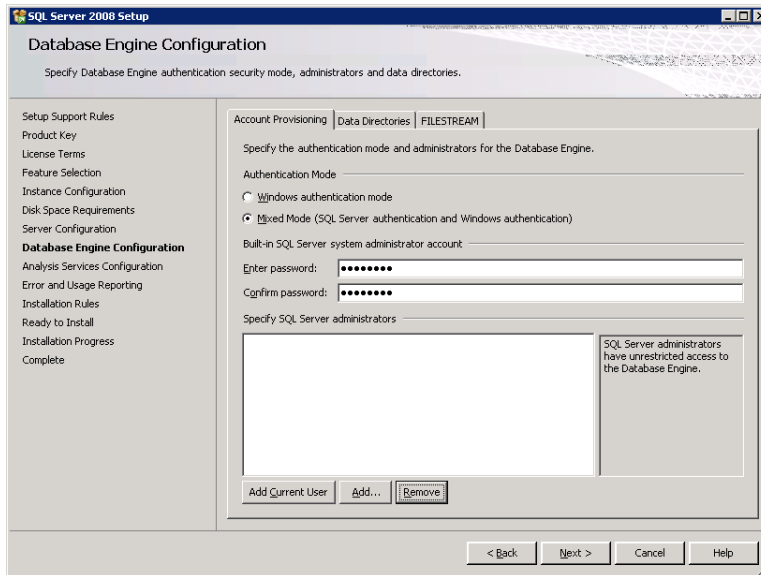 SQL Server 2008 Setup
Database Engine Configuration
Specify Database Engine authentication security mode, administrators and data directories.
Setup Support Rules
Product Key
License Terms
Feature Selection
Instance Configuration
Disk Space Requirements
Server Configuration
Database Engine Configuration
Analysis Services Configuration
Error and Usage Reporting
Installation Rules
Ready to Install
Installation Progress
Complete
Account Provisioning
Data Directories
FILESTREAM
Specify the authentication mode and administrators for the Database Engine.
Authentication Mode
Windows authentication mode
Mixed Mode (SQL Server authentication and Windows authentication)
Built-in SQL Server system administrator account
Enter password: ●●●●●●●●
Confirm password: ●●●●●●●●
Specify SQL Server administrators
SQL Server administrators
have unrestricted access to
the Database Engine.
Add Current User
Add...
Remove
< Back
Next >
Cancel
Help